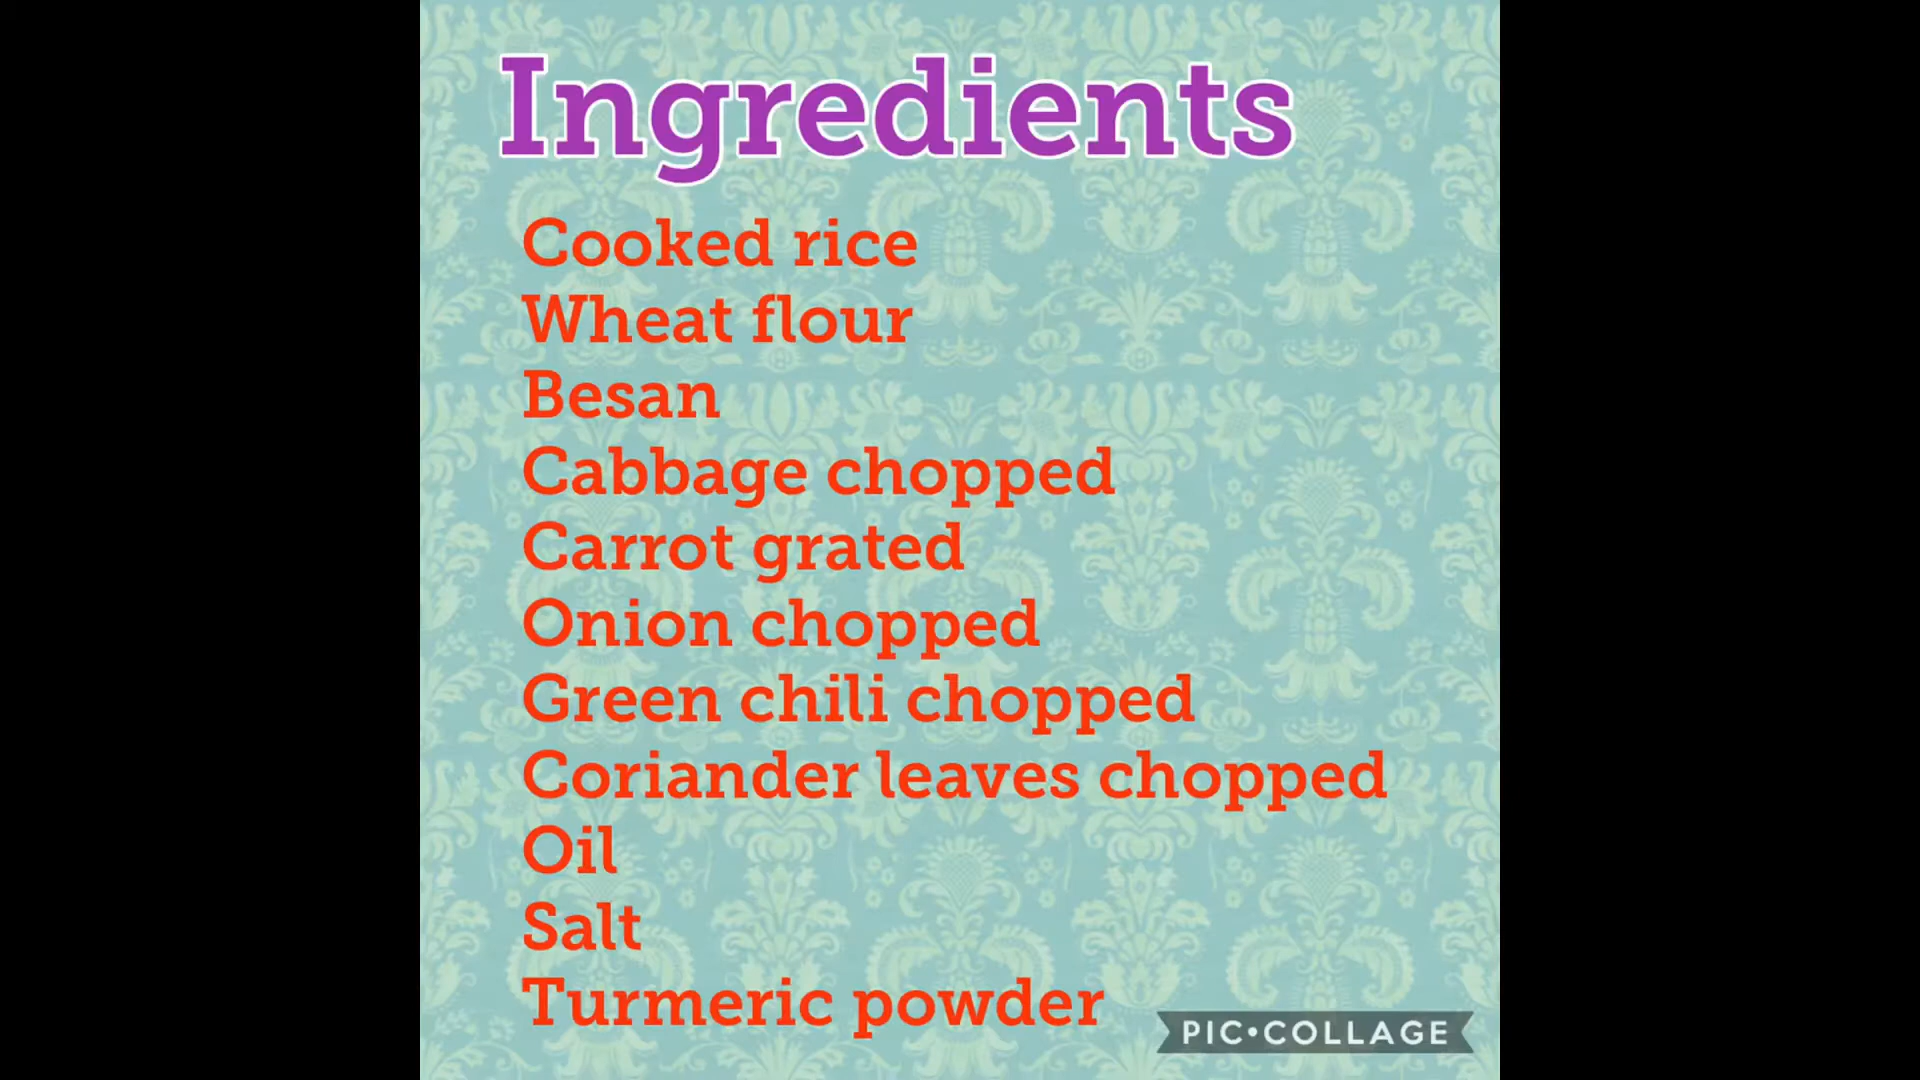 Ingredients
Cooked rice
Wheat flour
Besan
Cabbage chopped
Carrot grated
Onion chopped
Green chili chopped
Coriander leaves chopped
Oil
Salt
Turmeric powder
PIC•COLLAGE